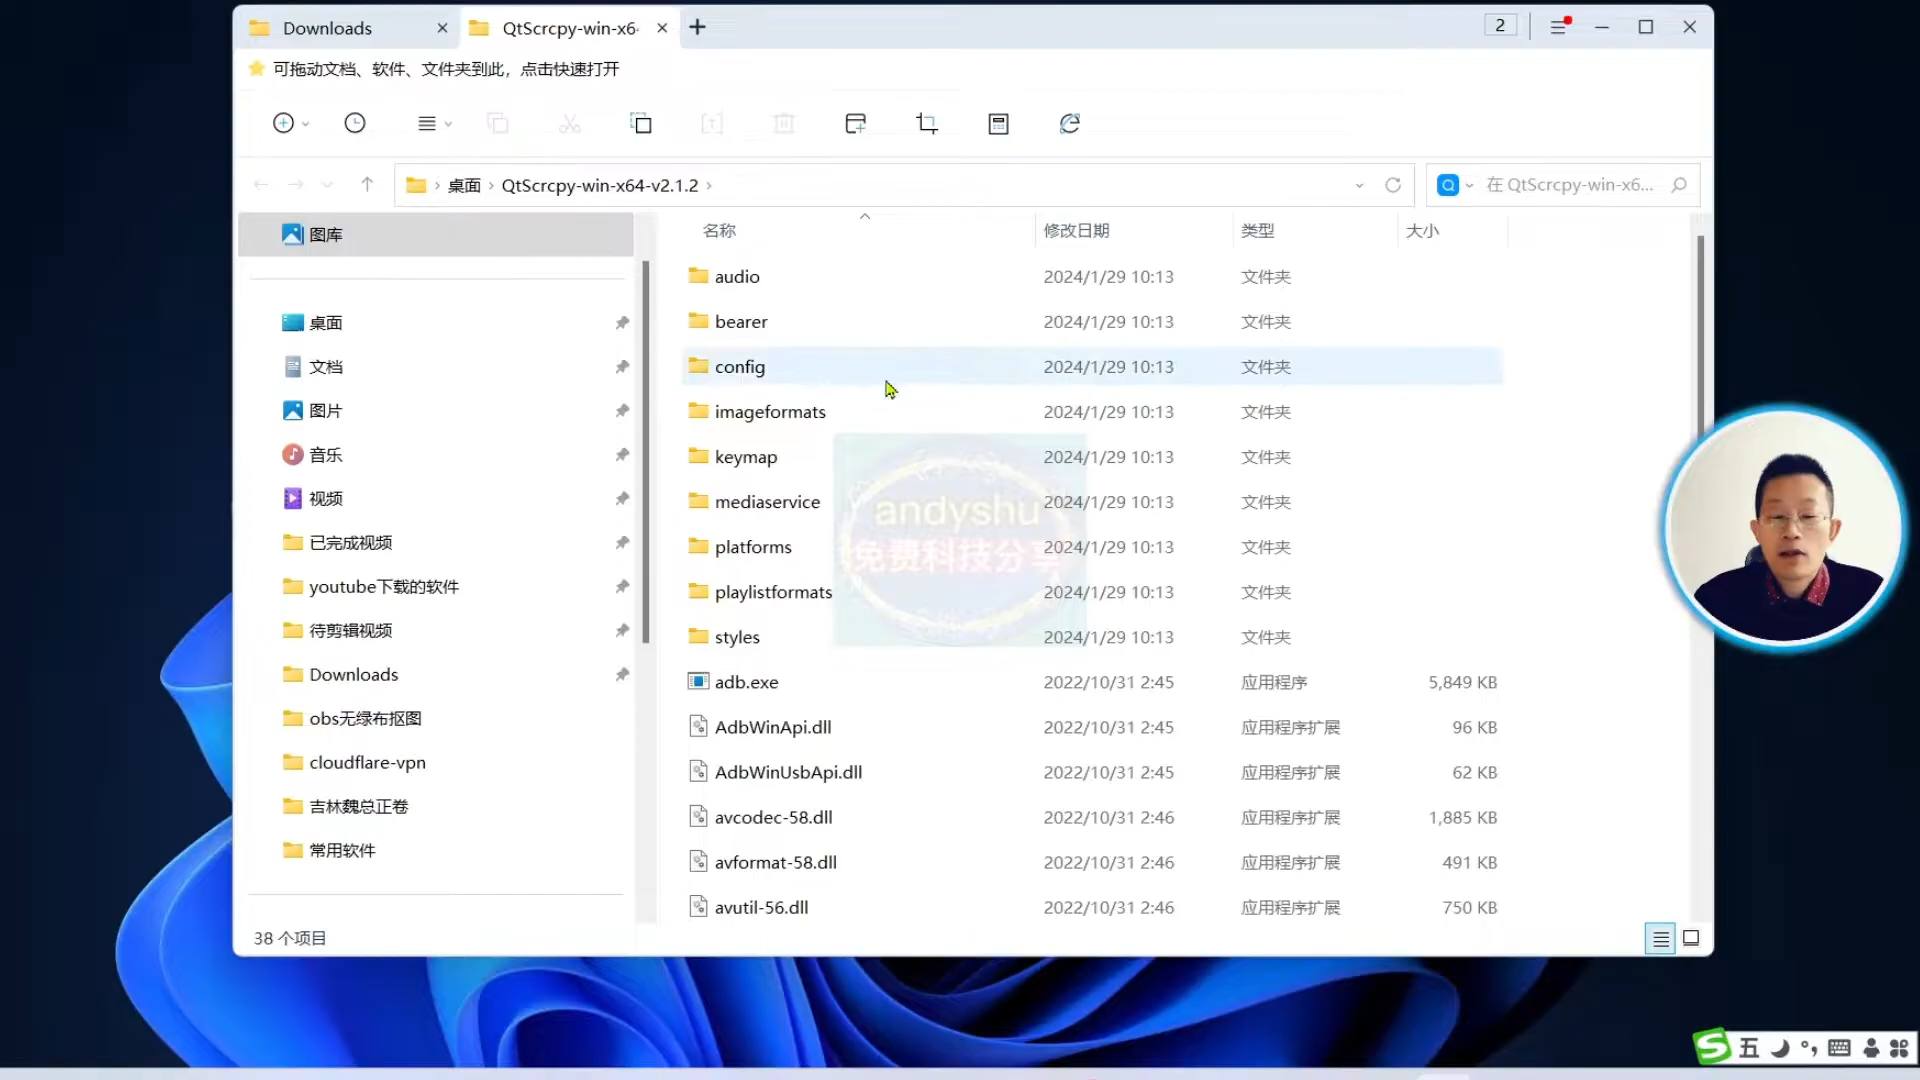 Downloads
QtScrcpy-win-x6
2
可拖动文档、软件、文件夹到此，点击快速打开
桌面 › QtScrcpy-win-x64-v2.1.2 ›
在 QtScrcpy-win-x6...
图库
桌面
文档
图片
音乐
视频
已完成视频
youtube下载的软件
待剪辑视频
Downloads
obs无绿布抠图
cloudflare-vpn
吉林魏总正卷
常用软件
38 个项目
名称 修改日期 类型 大小
audio 2024/1/29 10:13 文件夹
bearer 2024/1/29 10:13 文件夹
config 2024/1/29 10:13 文件夹
imageformats 2024/1/29 10:13 文件夹
keymap 2024/1/29 10:13 文件夹
mediaservice 2024/1/29 10:13 文件夹
platforms 2024/1/29 10:13 文件夹
playlistformats 2024/1/29 10:13 文件夹
styles 2024/1/29 10:13 文件夹
adb.exe 2022/10/31 2:45 应用程序 5,849 KB
AdbWinApi.dll 2022/10/31 2:45 应用程序扩展 96 KB
AdbWinUsbApi.dll 2022/10/31 2:45 应用程序扩展 62 KB
avcodec-58.dll 2022/10/31 2:46 应用程序扩展 1,885 KB
avformat-58.dll 2022/10/31 2:46 应用程序扩展 491 KB
avutil-56.dll 2022/10/31 2:46 应用程序扩展 750 KB
andyshu
免费科技分享
五